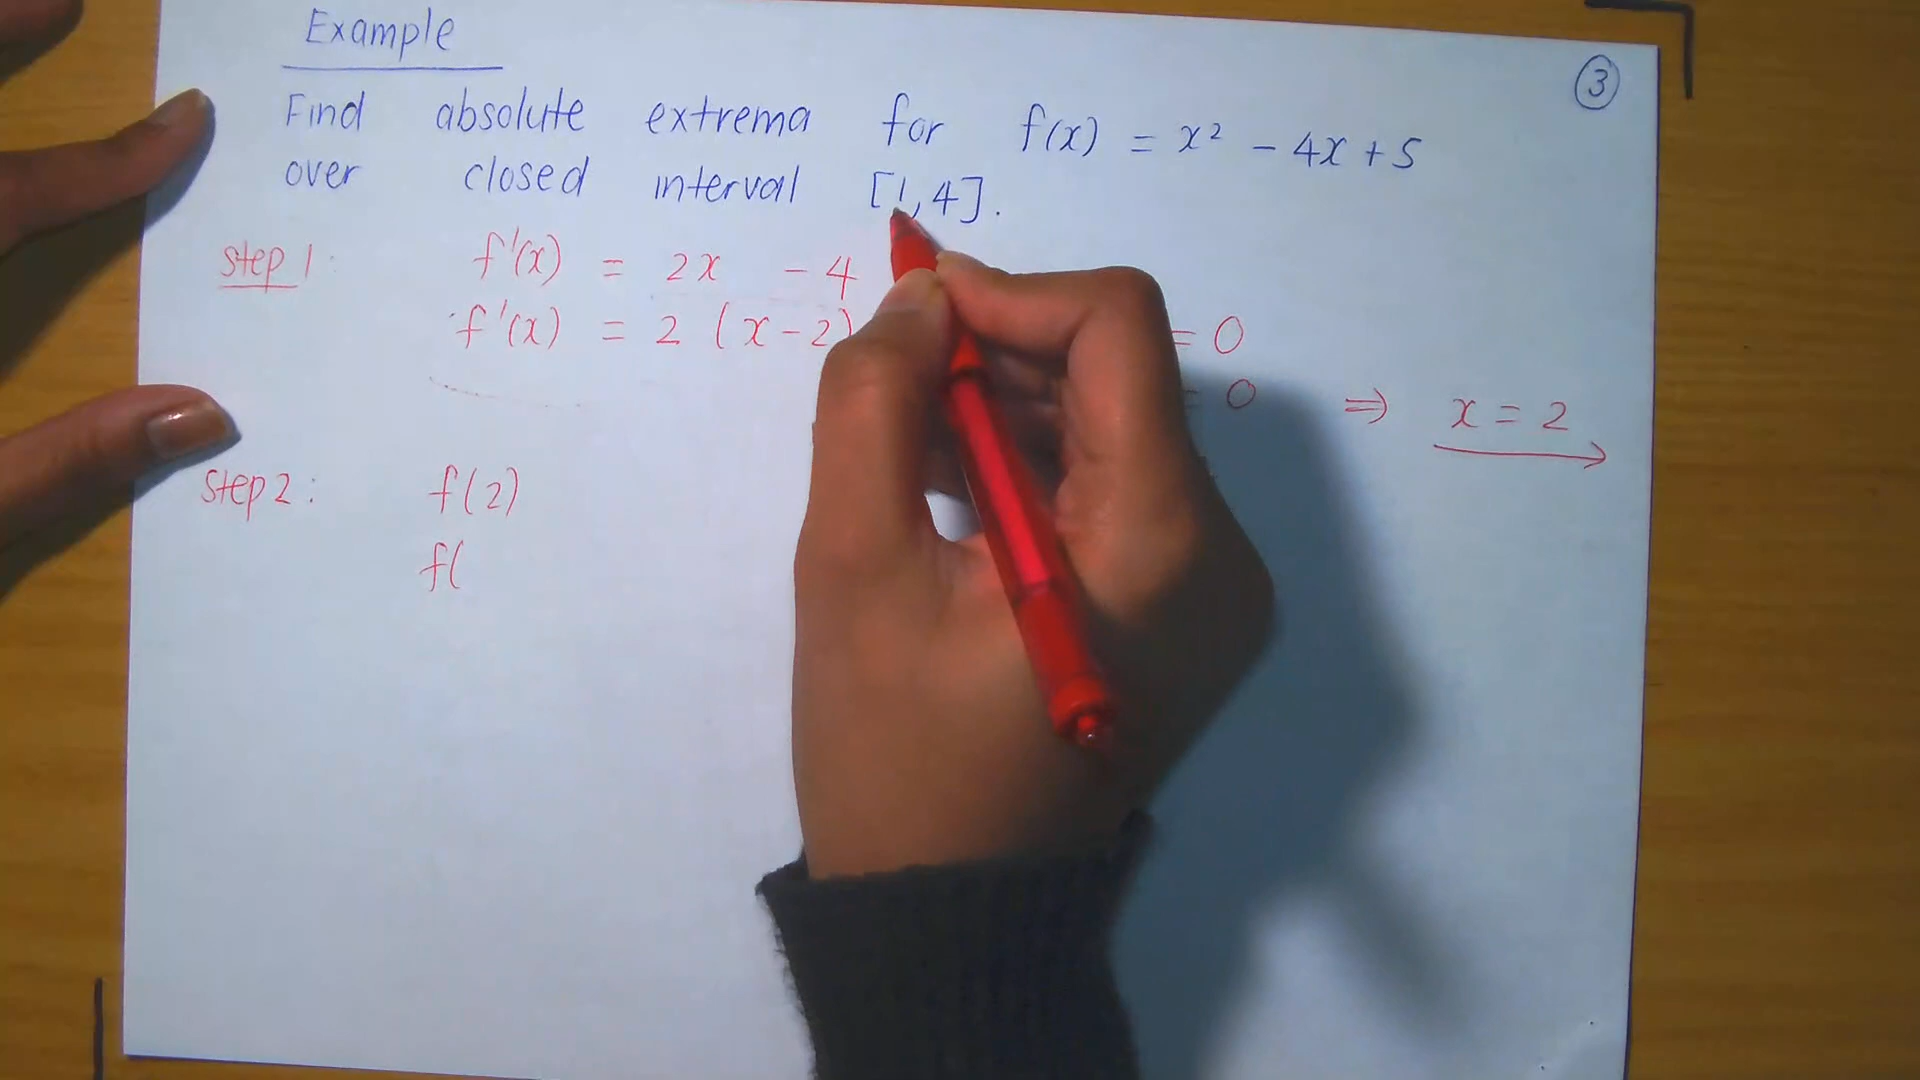 Example
③
Find absolute extrema for f(x) = x² - 4x + 5
over closed interval [1,4].
step 1: f'(x) = 2x - 4
f'(x) = 2 (x-2) = 0
= 0 ⇒ x = 2
step 2: f(2)
f(